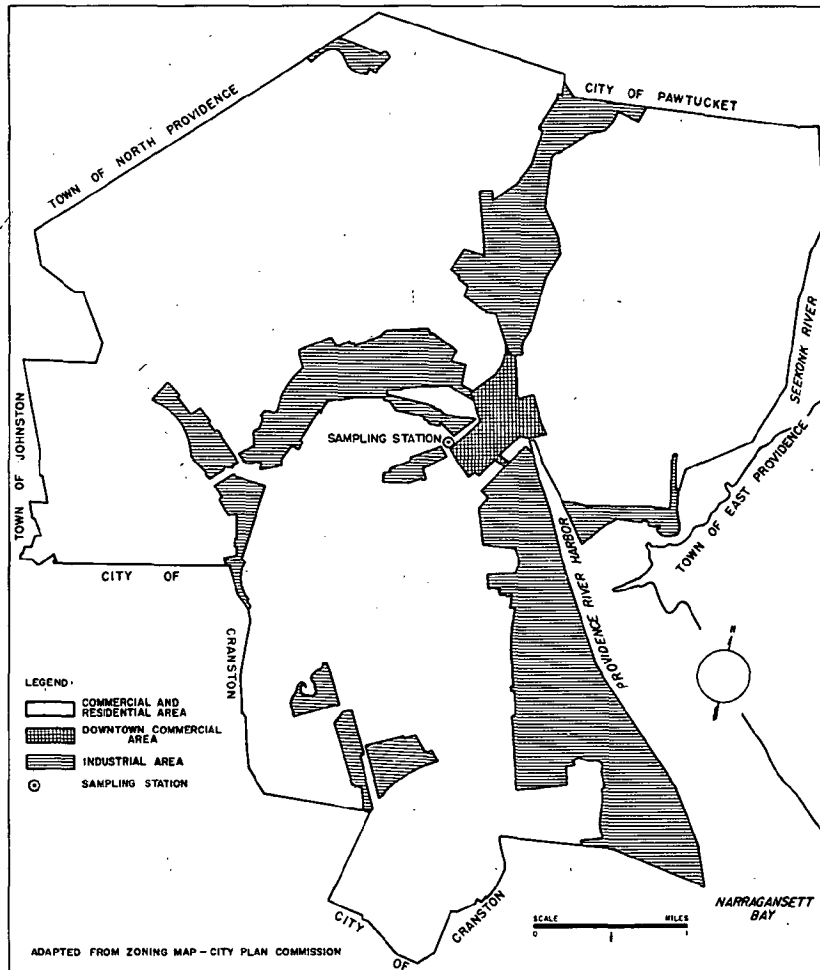 CITY OF PAWTUCKET
TOWN OF NORTH PROVIDENCE
SEEKONK RIVER
TOWN OF JOHNSTON
SAMPLING STATION
TOWN OF EAST PROVIDENCE
PROVIDENCE RIVER HARBOR
CITY OF
CRANSTON
N
LEGEND:
COMMERCIAL AND
RESIDENTIAL AREA
DOWNTOWN COMMERCIAL
AREA
INDUSTRIAL AREA
SAMPLING STATION
CITY OF CRANSTON
NARRAGANSETT
BAY
SCALE MILES
0 1
ADAPTED FROM ZONING MAP – CITY PLAN COMMISSION